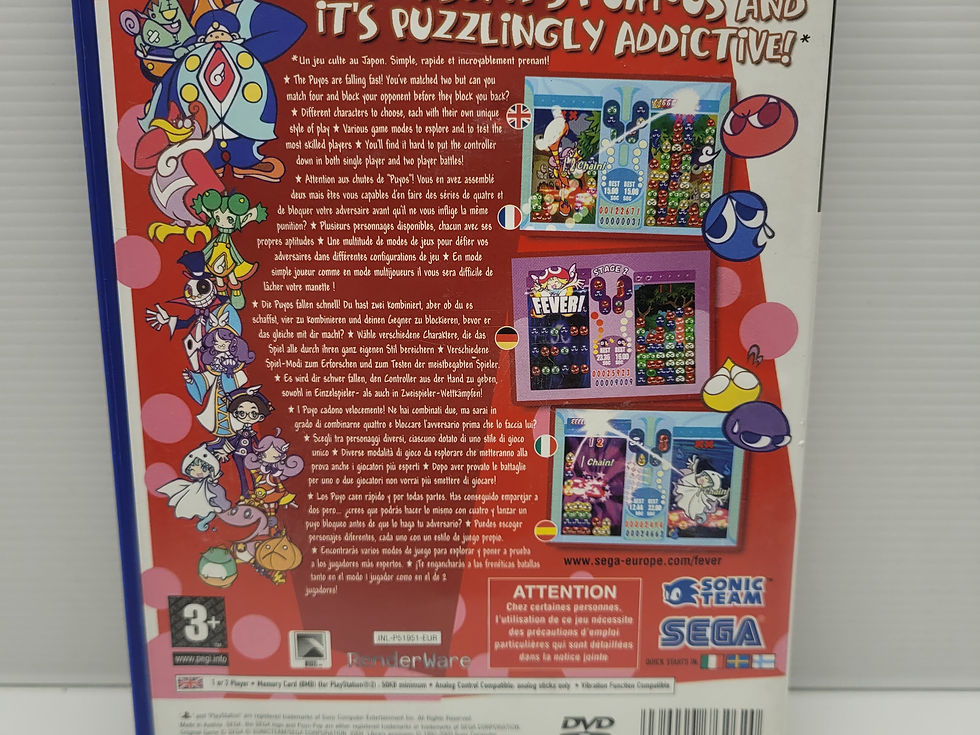 AND
IT'S PUZZLINGLY ADDICTIVE!*
*Un jeu culte au Japon. Simple, rapide et incroyablement prenant!
★ The Puyos are falling fast! You've matched two but can you
match four and block your opponent before they block you back?
★ Different characters to choose, each with their own unique
style of play ★ Various game modes to explore and to test the
most skilled players ★ You'll find it hard to put the controller
down in both single player and two player battles!
★ Attention aux chutes de "Puyos"! Vous en avez assemblé
deux mais êtes vous capables d'en faire des séries de quatre et
de bloquer votre adversaire avant qu'il ne vous inflige la même
punition? ★ Plusieurs personnages disponibles, chacun avec ses
propres aptitudes ★ Une multitude de modes de jeux pour défier vos
adversaires dans différentes configurations de jeu ★ En mode
simple joueur comme en mode multijoueurs il vous sera difficile de
lâcher votre manette !
★ Die Puyos fallen schnell! Du hast zwei kombiniert, aber ob du es
schaffst, vier zu kombinieren und deinen Gegner zu blockieren, bevor er
das gleiche mit dir macht? ★ Wähle verschiedene Charaktere, die das
Spiel alle durch ihren ganz eigenen Stil bereichern ★ Verschiedene
Spiel-Modi zum Erforschen und zum Testen der meistbegabten Spieler.
★ Es wird dir schwer fallen, den Controller aus der Hand zu geben,
sowohl in Einzelspieler- als auch in Zweispieler-Wettkämpfen!
★ I Puyo cadono velocemente! Ne hai combinati due, ma sarai in
grado di combinarne quattro e bloccare l'avversario prima che lo faccia lui?
★ Scegli tra personaggi diversi, ciascuno dotato di uno stile di gioco
unico ★ Diverse modalità di gioco da esplorare che metteranno alla
prova anche i giocatori più esperti ★ Dopo aver provato le battaglie
per uno o due giocatori non vorrai più smettere di giocare!
★ Los Puyo caen rápido y por todas partes. Has conseguido emparejar a
dos pero... ¿crees que podrás hacer lo mismo con cuatro y lanzar un
puyo bloqueo antes de que lo haga tu adversario? ★ Puedes escoger
personajes diferentes, cada uno con un estilo de juego propio.
★ Encontrarás varios modos de juego para explorar y poner a prueba
a los jugadores más expertos. ★ ¡Te engancharás a las frenéticas batallas
tanto en el modo 1 jugador como en el de 2
jugadores!
Chain!
BEST BEST
00122671
00000031
STAGE 2
FEVER!
BEST BEST
00025923
00000009
Chain!
Chain!
BEST BEST
www.sega-europe.com/fever
ATTENTION
Chez certaines personnes,
l'utilisation de ce jeu nécessite
des précautions d'emploi
particulières qui sont détaillées
dans la notice jointe
SONIC
TEAM
SEGA
QUICK STARTS IN
3+
www.pegi.info
JNL-P51951-EUR
RenderWare
1 or 2 Player • Memory Card (8MB) (for PlayStation®2) : 50KB minimum • Analog Control Compatible: analog sticks only • Vibration Function Compatible
DVD